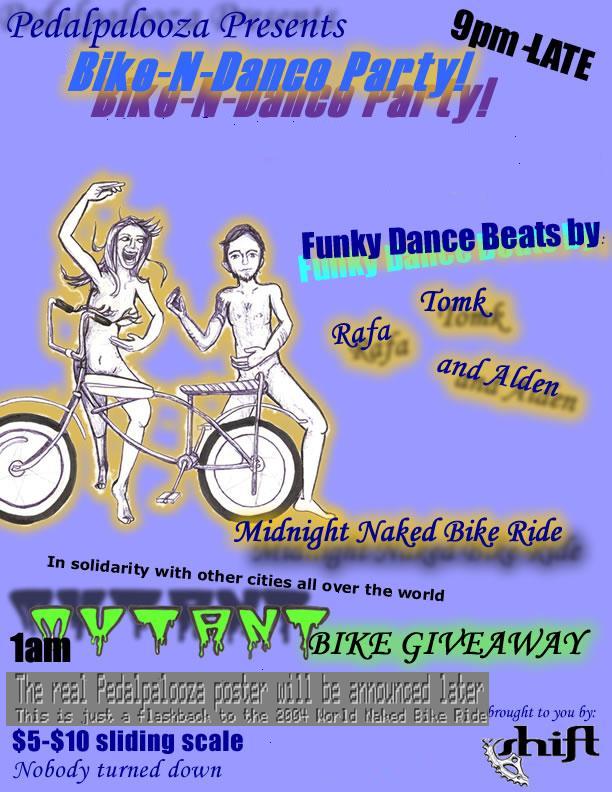 Pedalpalooza Presents
9pm-LATE
Bike-N-Dance Party!
Funky Dance Beats by:
Tomk
Rafa
and Alden
Midnight Naked Bike Ride
In solidarity with other cities all over the world
1am MUTANT BIKE GIVEAWAY
The real Pedalpalooza poster will be announced later
This is just a flashback to the 2004 World Naked Bike Ride
brought to you by:
shift
$5-$10 sliding scale
Nobody turned down